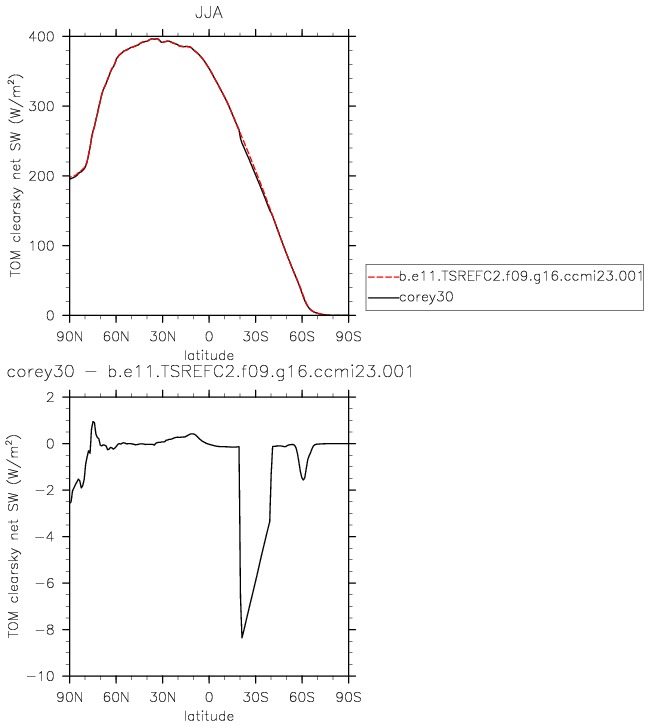 JJA
TOM clearsky net SW (W/m²)
400
300
200
100
0
90N 60N 30N 0 30S 60S 90S
latitude
b.e11.TSREFC2.f09.g16.ccmi23.001
corey30
corey30 − b.e11.TSREFC2.f09.g16.ccmi23.001
TOM clearsky net SW (W/m²)
2
0
−2
−4
−6
−8
−10
90N 60N 30N 0 30S 60S 90S
latitude